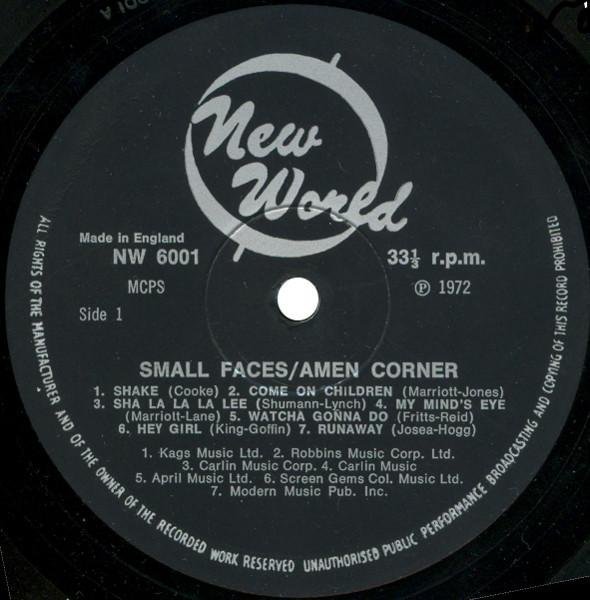 New
World
Made in England
NW 6001
33⅓ r.p.m.
MCPS
℗ 1972
Side 1
SMALL FACES/AMEN CORNER
1. SHAKE (Cooke) 2. COME ON CHILDREN (Marriott-Jones)
3. SHA LA LA LA LEE (Shumann-Lynch) 4. MY MIND'S EYE
(Marriott-Lane) 5. WATCHA GONNA DO (Fritts-Reid)
6. HEY GIRL (King-Goffin) 7. RUNAWAY (Josea-Hogg)
1. Kags Music Ltd. 2. Robbins Music Corp. Ltd.
3. Carlin Music Corp. 4. Carlin Music
5. April Music Ltd. 6. Screen Gems Col. Music Ltd.
7. Modern Music Pub. Inc.
ALL RIGHTS OF THE MANUFACTURER AND OF THE OWNER OF THE RECORDED WORK RESERVED UNAUTHORISED PUBLIC PERFORMANCE BROADCASTING AND COPYING OF THIS RECORD PROHIBITED